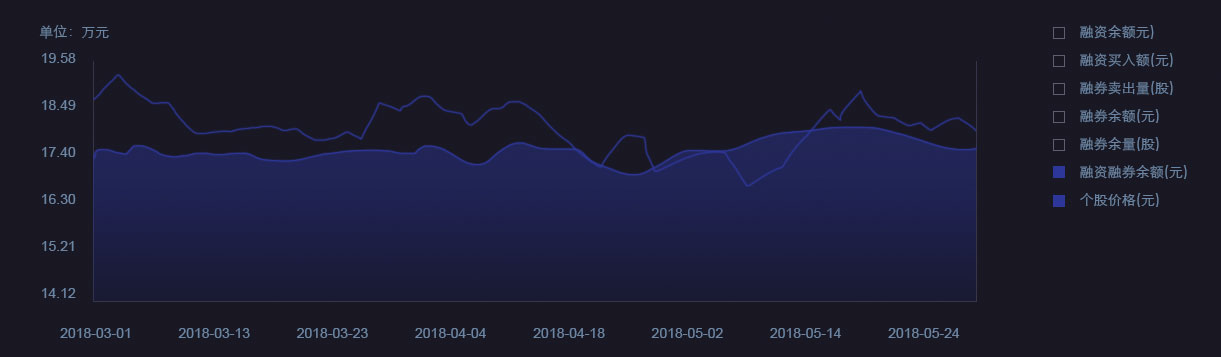 单位：万元
19.58
18.49
17.40
16.30
15.21
14.12
2018-03-01
2018-03-13
2018-03-23
2018-04-04
2018-04-18
2018-05-02
2018-05-14
2018-05-24
融资余额元)
融资买入额(元)
融券卖出量(股)
融券余额(元)
融券余量(股)
融资融券余额(元)
个股价格(元)